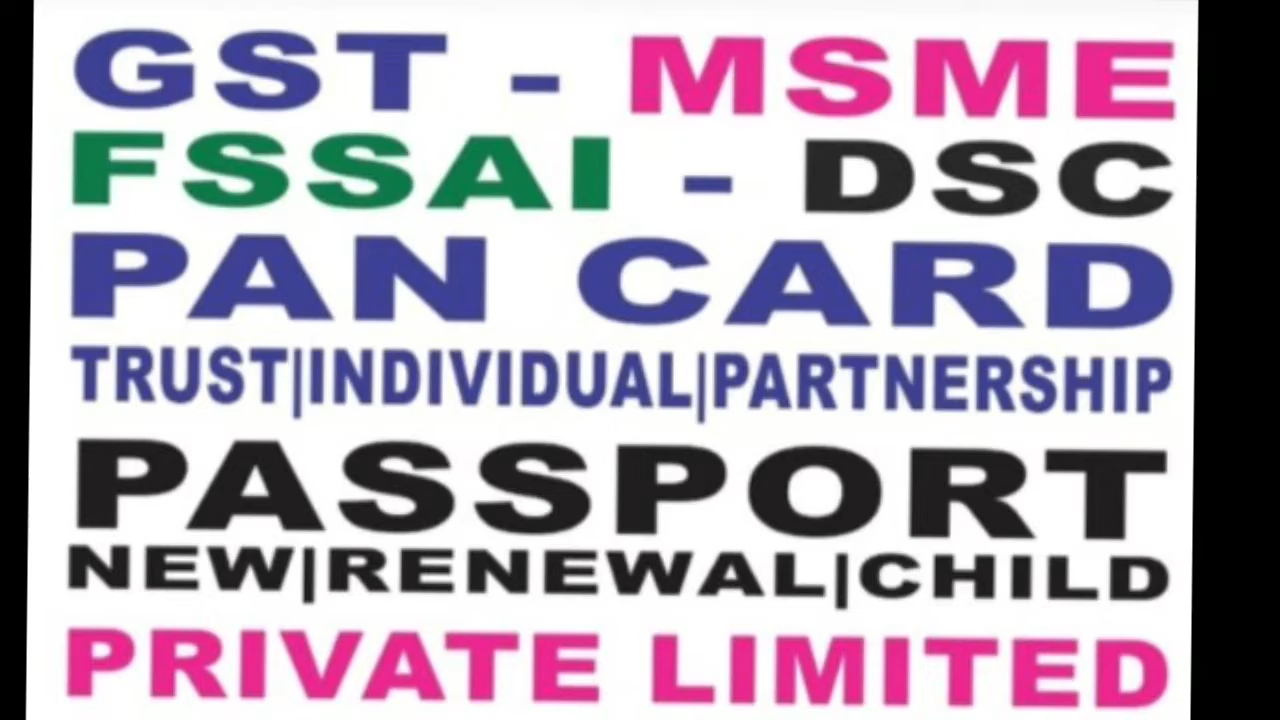 GST - MSME
FSSAI - DSC
PAN CARD
TRUST|INDIVIDUAL|PARTNERSHIP
PASSPORT
NEW|RENEWAL|CHILD
PRIVATE LIMITED